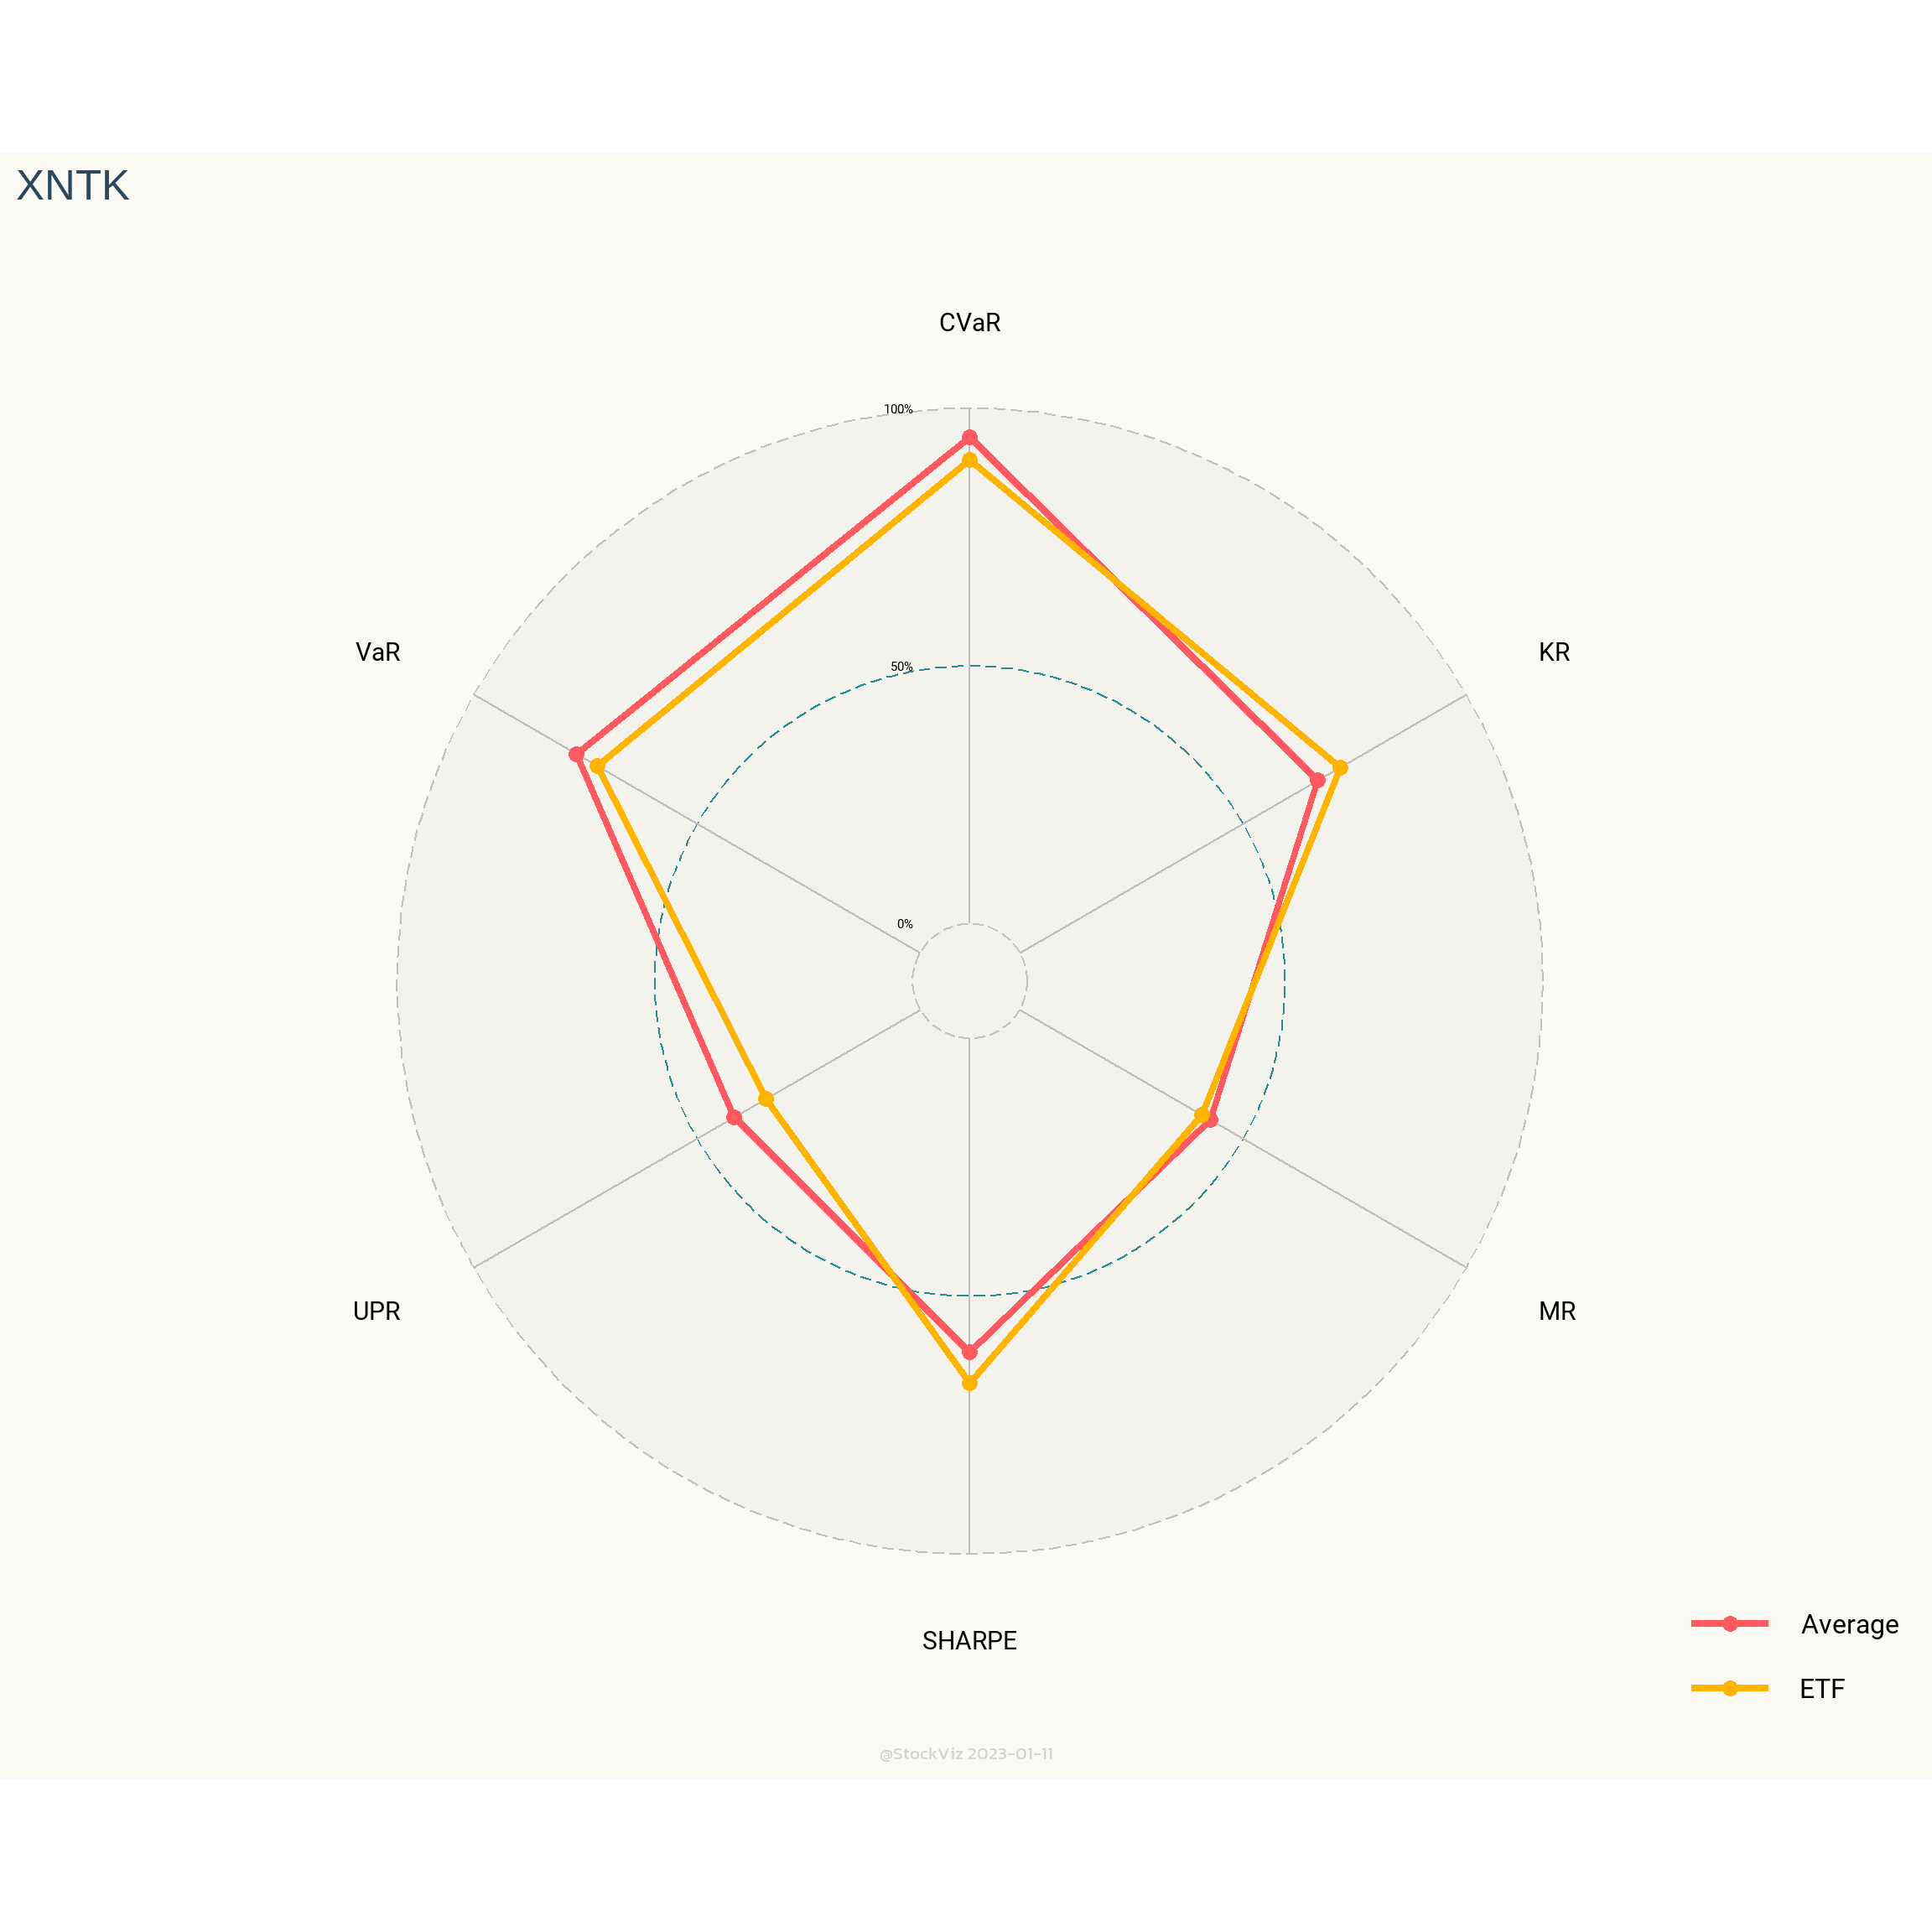 XNTK
CVaR
100%
VaR
KR
50%
0%
UPR
MR
SHARPE
Average
ETF
@StockViz 2023-01-11